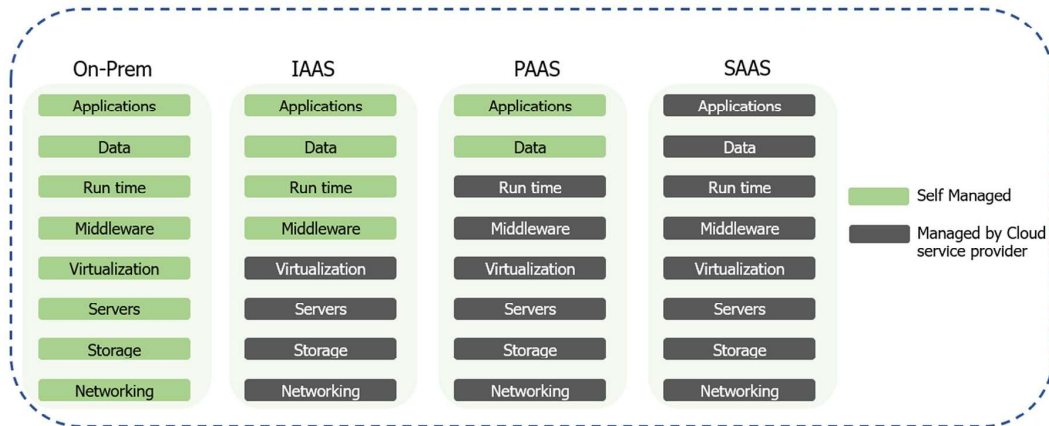 On-Prem
Applications
Data
Run time
Middleware
Virtualization
Servers
Storage
Networking
IAAS
Applications
Data
Run time
Middleware
Virtualization
Servers
Storage
Networking
PAAS
Applications
Data
Run time
Middleware
Virtualization
Servers
Storage
Networking
SAAS
Applications
Data
Run time
Middleware
Virtualization
Servers
Storage
Networking
Self Managed
Managed by Cloud
service provider